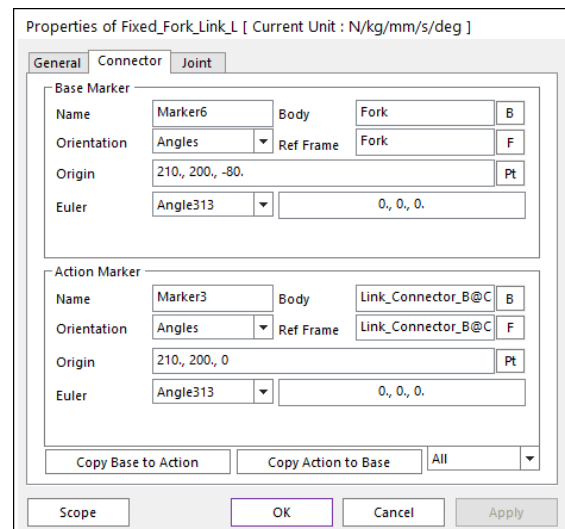 Properties of Fixed_Fork_Link_L [ Current Unit : N/kg/mm/s/deg ]
General Connector Joint
Base Marker
Name Marker6 Body Fork B
Orientation Angles Ref Frame Fork F
Origin 210., 200., -80. Pt
Euler Angle313 0., 0., 0.
Action Marker
Name Marker3 Body Link_Connector_B@C B
Orientation Angles Ref Frame Link_Connector_B@C F
Origin 210., 200., 0 Pt
Euler Angle313 0., 0., 0.
Copy Base to Action Copy Action to Base All
Scope OK Cancel Apply